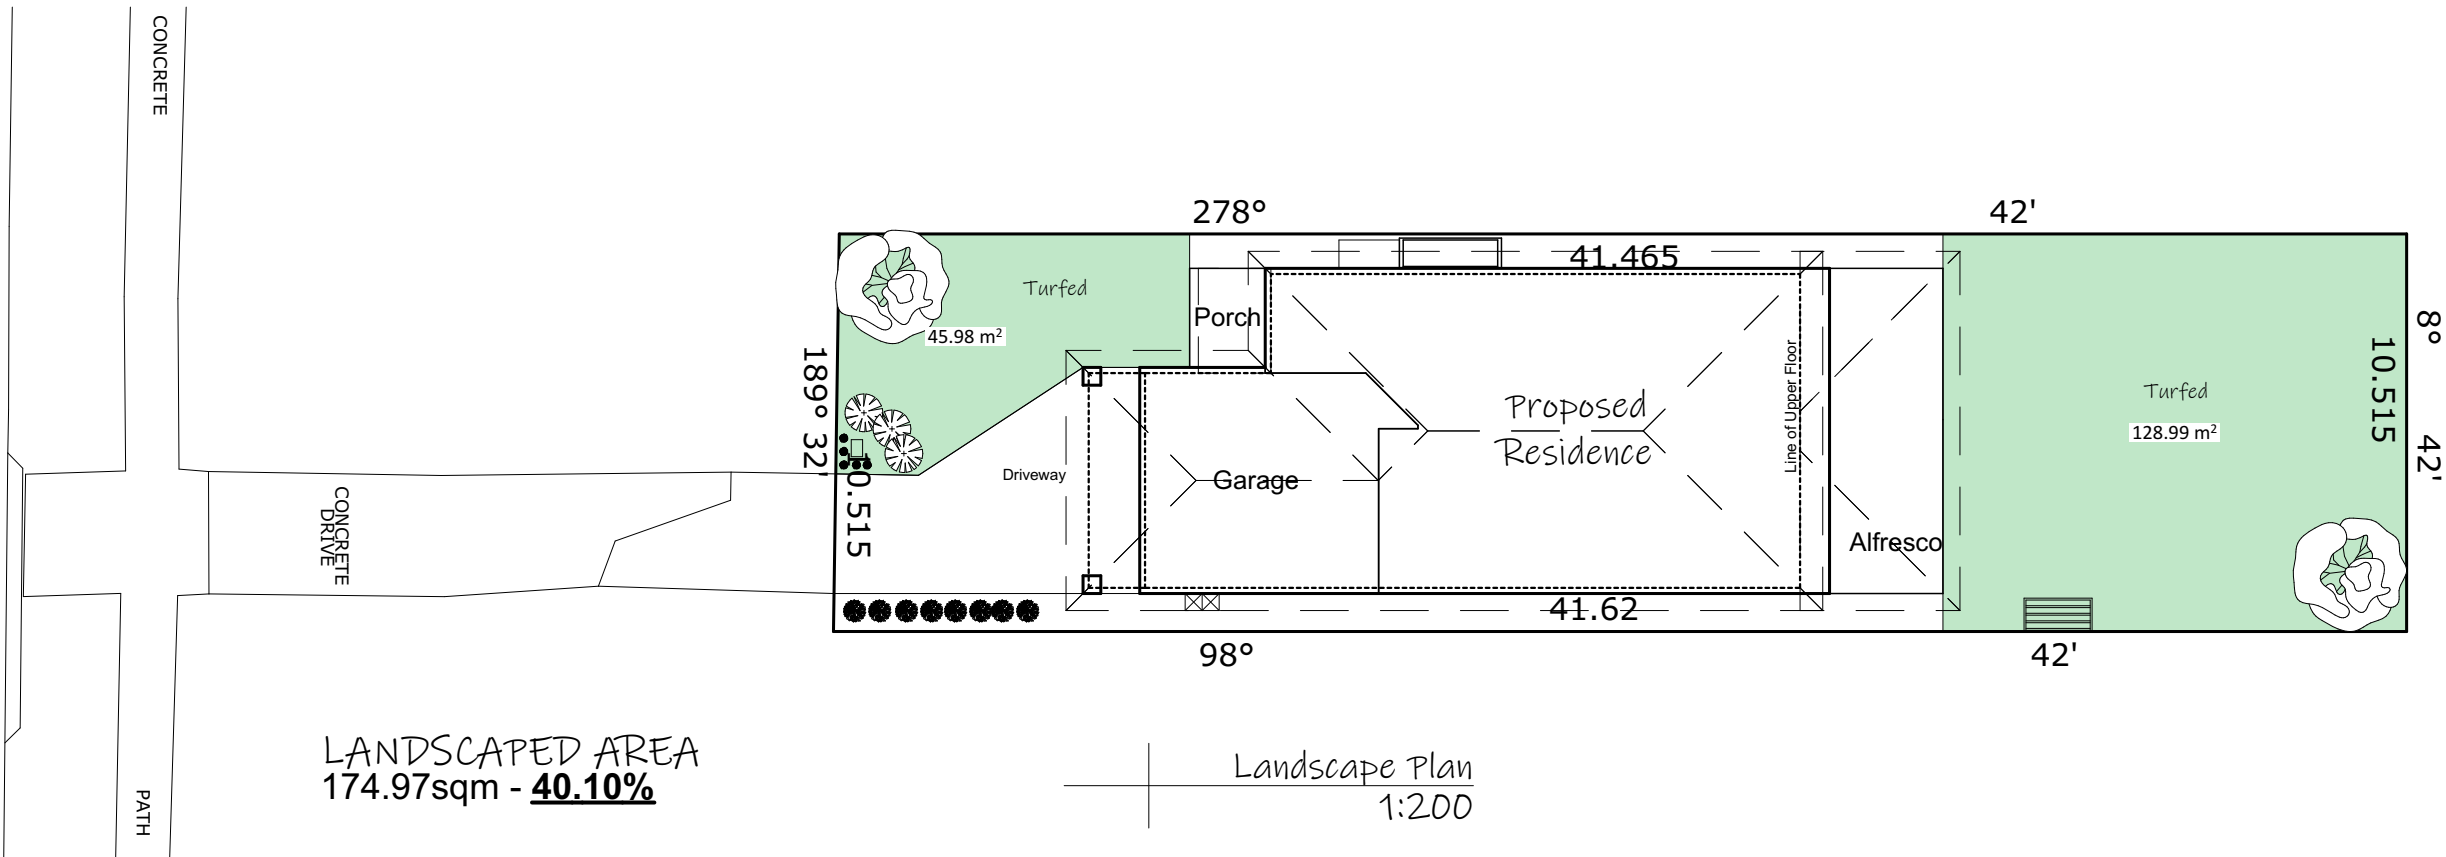 CONCRETE
278°
42'
41.465
Turfed
Porch
45.98 m²
8°
10.515
42'
189° 32'
Line of Upper Floor
Proposed
Residence
Turfed
128.99 m²
Driveway
Garage
CONCRETE
DRIVE
10.515
Alfresco
41.62
98°
42'
LANDSCAPED AREA
174.97sqm - 40.10%
Landscape Plan
1:200
PATH